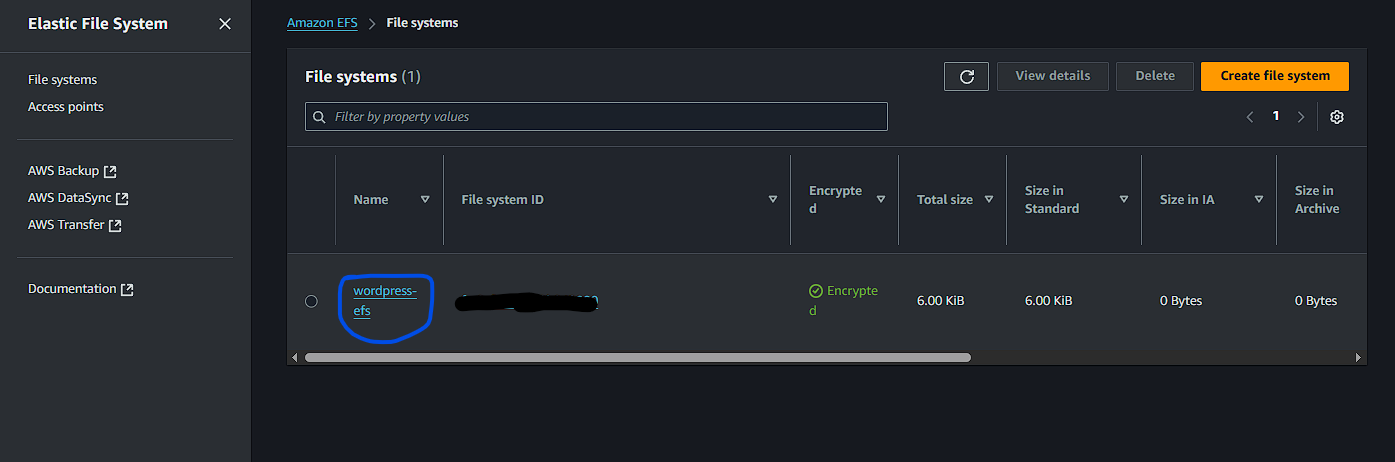 Elastic File System
File systems
Access points
AWS Backup
AWS DataSync
AWS Transfer
Documentation
Amazon EFS > File systems
File systems (1)
View details
Delete
Create file system
Filter by property values
1
Name
File system ID
Encrypte
d
Total size
Size in
Standard
Size in IA
Size in
Archive
wordpress-
efs
Encrypte
d
6.00 KiB
6.00 KiB
0 Bytes
0 Bytes